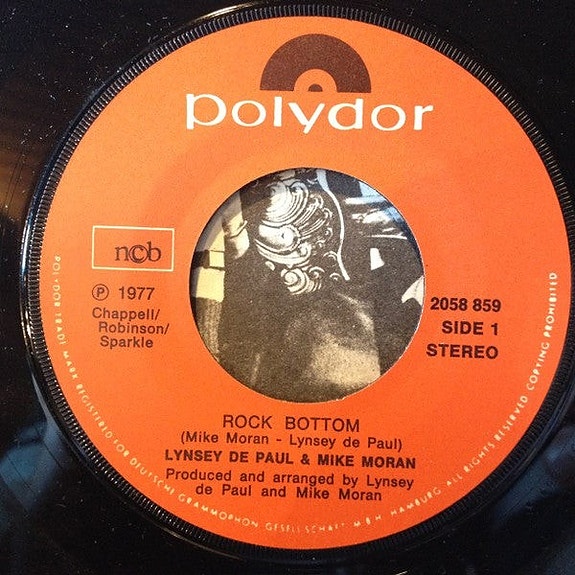 polydor
ncb
℗ 1977
Chappell/
Robinson/
Sparkle
2058 859
SIDE 1
STEREO
ROCK BOTTOM
(Mike Moran - Lynsey de Paul)
LYNSEY DE PAUL & MIKE MORAN
Produced and arranged by Lynsey
de Paul and Mike Moran
POLYDOR TRADE MARK REGISTERED FOR DEUTSCHE GRAMMOPHON GESELLSCHAFT M.B.H. HAMBURG. ALL RIGHTS RESERVED COPYING PROHIBITED